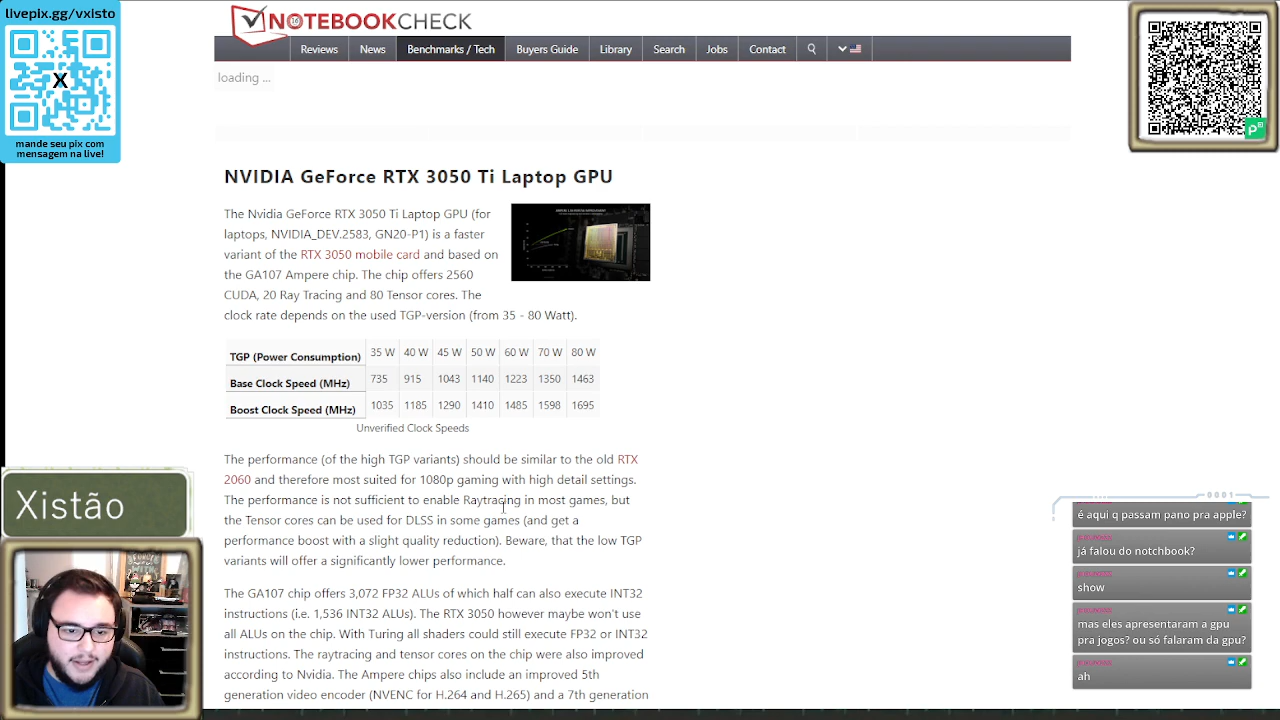 livepix.gg/vxisto
X
mande seu pix com
mensagem na live!
NOTEBOOKCHECK
Reviews News Benchmarks / Tech Buyers Guide Library Search Jobs Contact
loading ...
NVIDIA GeForce RTX 3050 Ti Laptop GPU
The Nvidia GeForce RTX 3050 Ti Laptop GPU (for
laptops, NVIDIA_DEV.2583, GN20-P1) is a faster
variant of the RTX 3050 mobile card and based on
the GA107 Ampere chip. The chip offers 2560
CUDA, 20 Ray Tracing and 80 Tensor cores. The
clock rate depends on the used TGP-version (from 35 - 80 Watt).
TGP (Power Consumption) 35 W 40 W 45 W 50 W 60 W 70 W 80 W
Base Clock Speed (MHz) 735 915 1043 1140 1223 1350 1463
Boost Clock Speed (MHz) 1035 1185 1290 1410 1485 1598 1695
Unverified Clock Speeds
The performance (of the high TGP variants) should be similar to the old RTX
2060 and therefore most suited for 1080p gaming with high detail settings.
The performance is not sufficient to enable Raytracing in most games, but
the Tensor cores can be used for DLSS in some games (and get a
performance boost with a slight quality reduction). Beware, that the low TGP
variants will offer a significantly lower performance.
The GA107 chip offers 3,072 FP32 ALUs of which half can also execute INT32
instructions (i.e. 1,536 INT32 ALUs). The RTX 3050 however maybe won't use
all ALUs on the chip. With Turing all shaders could still execute FP32 or INT32
instructions. The raytracing and tensor cores on the chip were also improved
according to Nvidia. The Ampere chips also include an improved 5th
generation video encoder (NVENC for H.264 and H.265) and a 7th generation
Xistão
0001
é aqui q passam pano pra apple?
já falou do notchbook?
show
mas eles apresentaram a gpu
pra jogos? ou só falaram da gpu?
ah